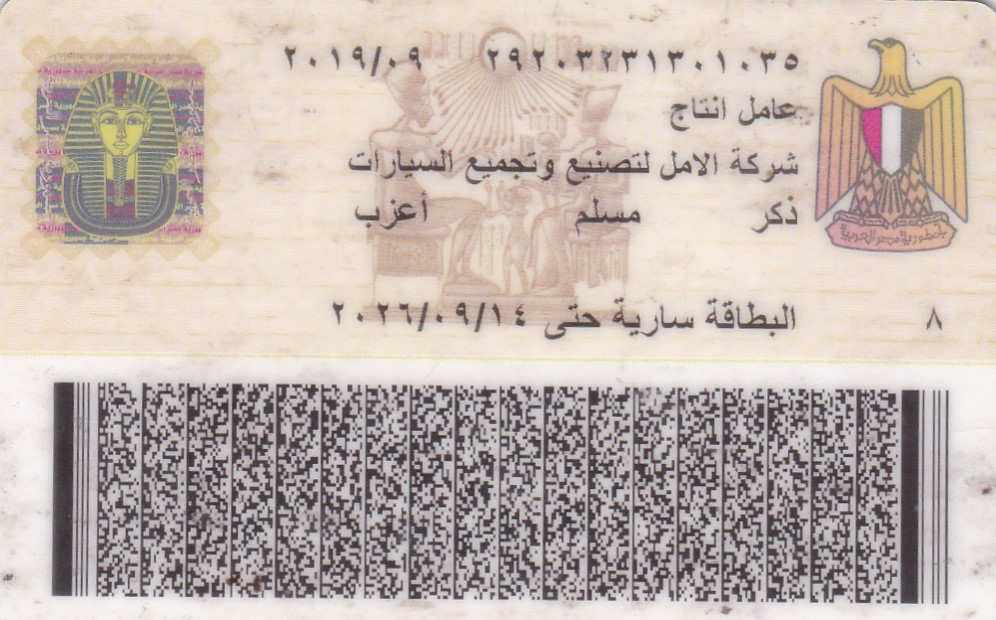 ٢٩٢٠٣٢٣١٣٠١٠٣٥ ٢٠١٩/٠٩
عامل انتاج
شركة الامل لتصنيع وتجميع السيارات
ذكر مسلم أعزب
البطاقة سارية حتى ٢٠٢٦/٠٩/١٤
٨
جمهورية مصر العربية